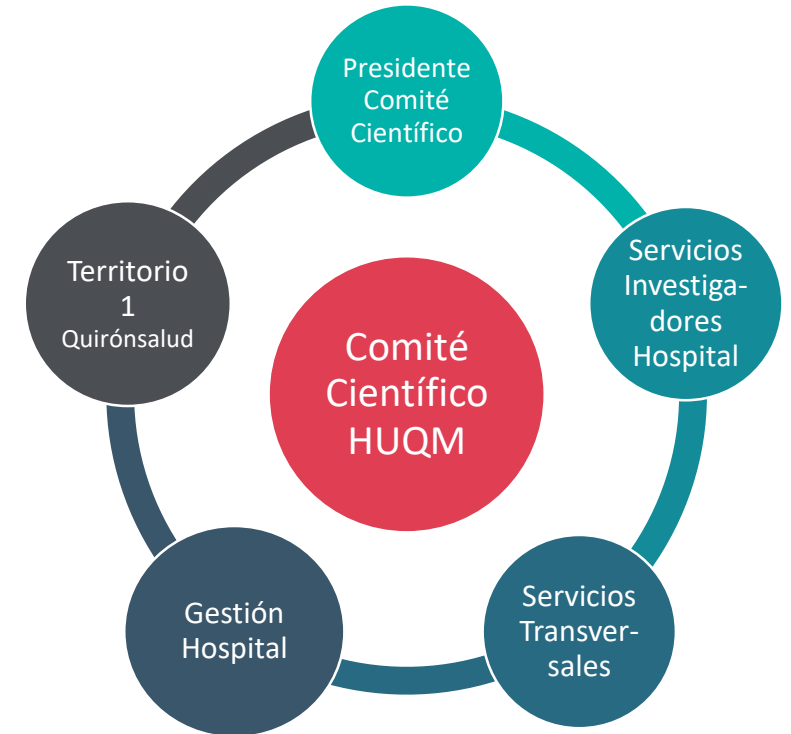 Presidente
Comité
Científico
Servicios
Investiga-
dores
Hospital
Servicios
Transver-
sales
Gestión
Hospital
Territorio
1
Quirónsalud
Comité
Científico
HUQM